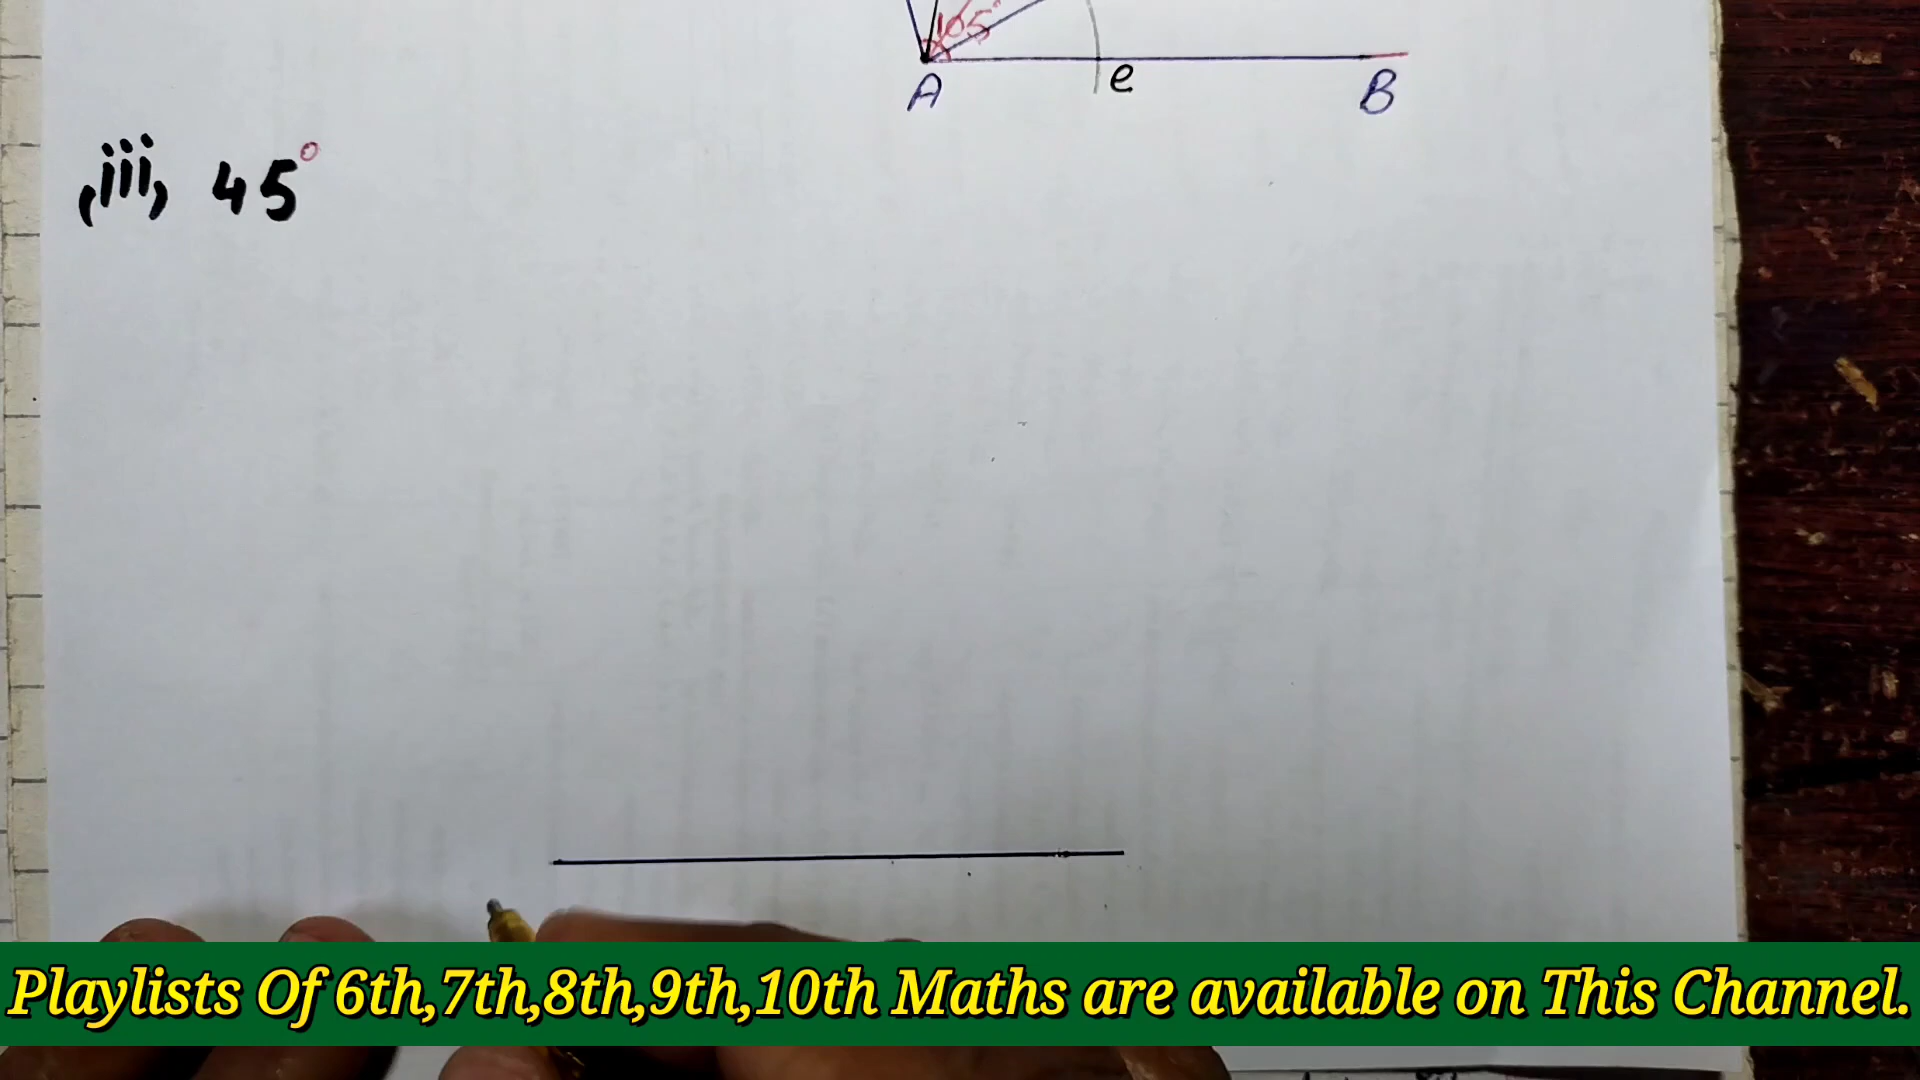 105°
A e B
(iii) 45°
Playlists Of 6th,7th,8th,9th,10th Maths are available on This Channel.